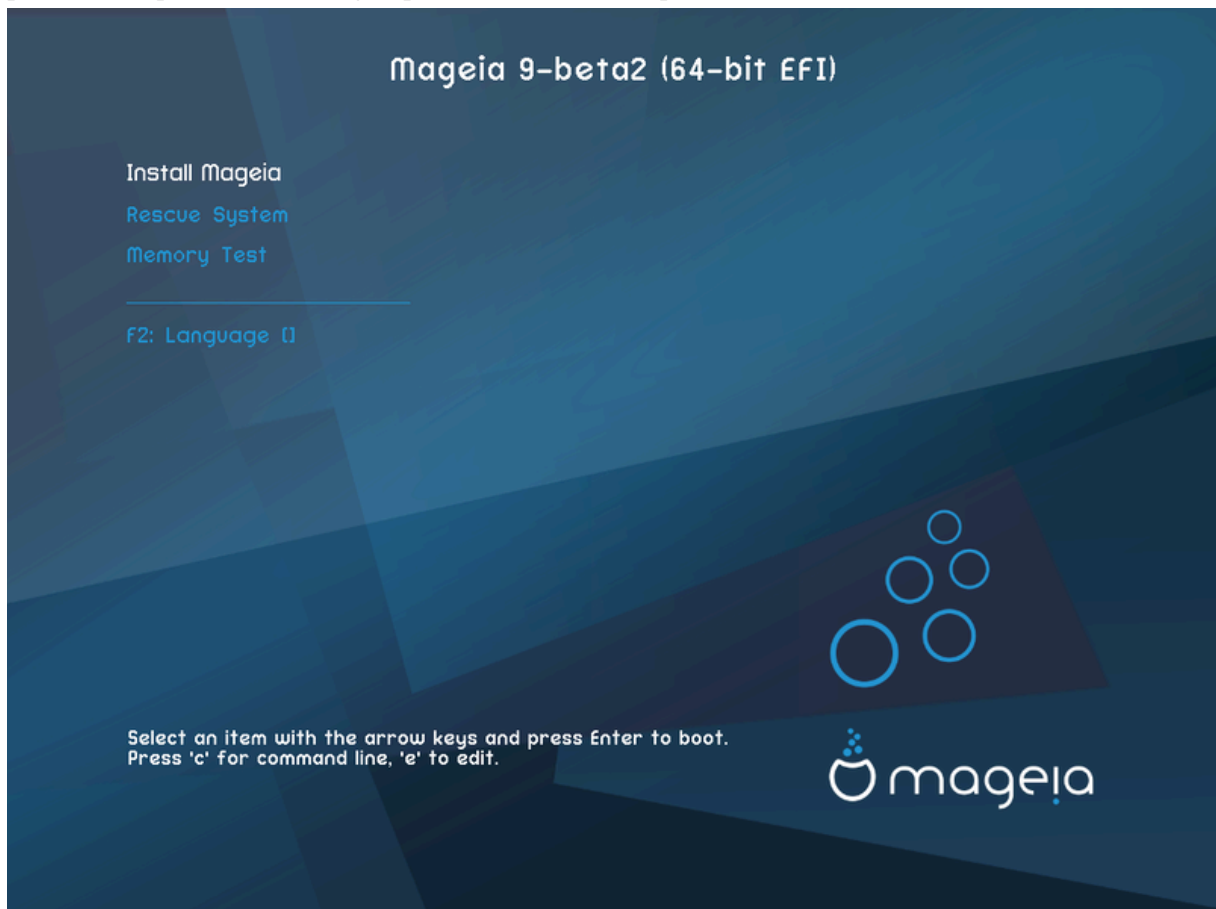 Mageia 9-beta2 (64-bit EFI)
Install Mageia
Rescue System
Memory Test
F2: Language []
Select an item with the arrow keys and press Enter to boot.
Press 'c' for command line, 'e' to edit.
mageia